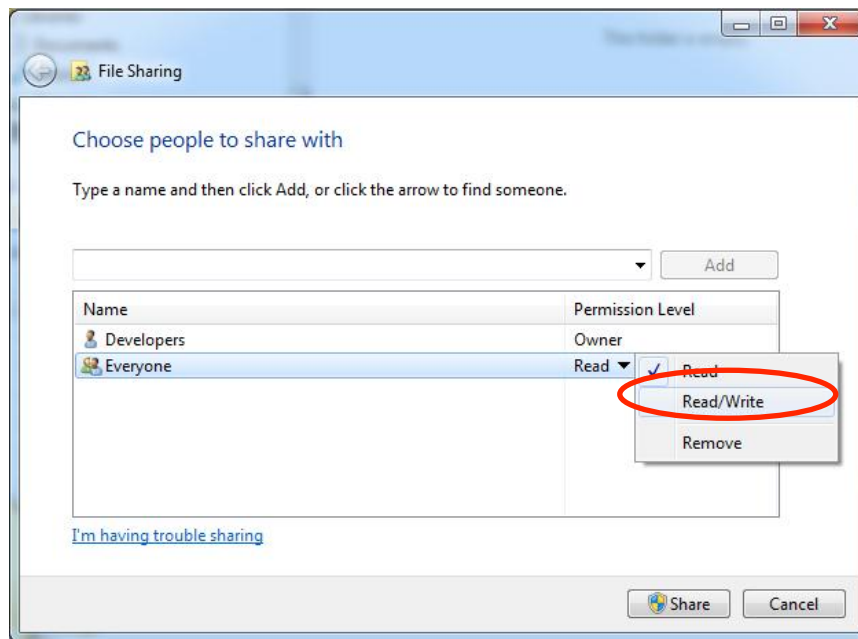 File Sharing
Choose people to share with
Type a name and then click Add, or click the arrow to find someone.
Add
Name Permission Level
Developers Owner
Everyone Read
Read
Read/Write
Remove
I'm having trouble sharing
Share Cancel